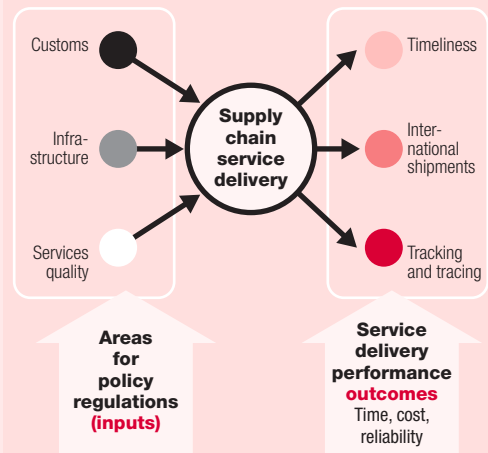 Customs
Infra-
structure
Services
quality
Supply
chain
service
delivery
Timeliness
Inter-
national
shipments
Tracking
and tracing
Areas
for
policy
regulations
(inputs)
Service
delivery
performance
outcomes
Time, cost,
reliability